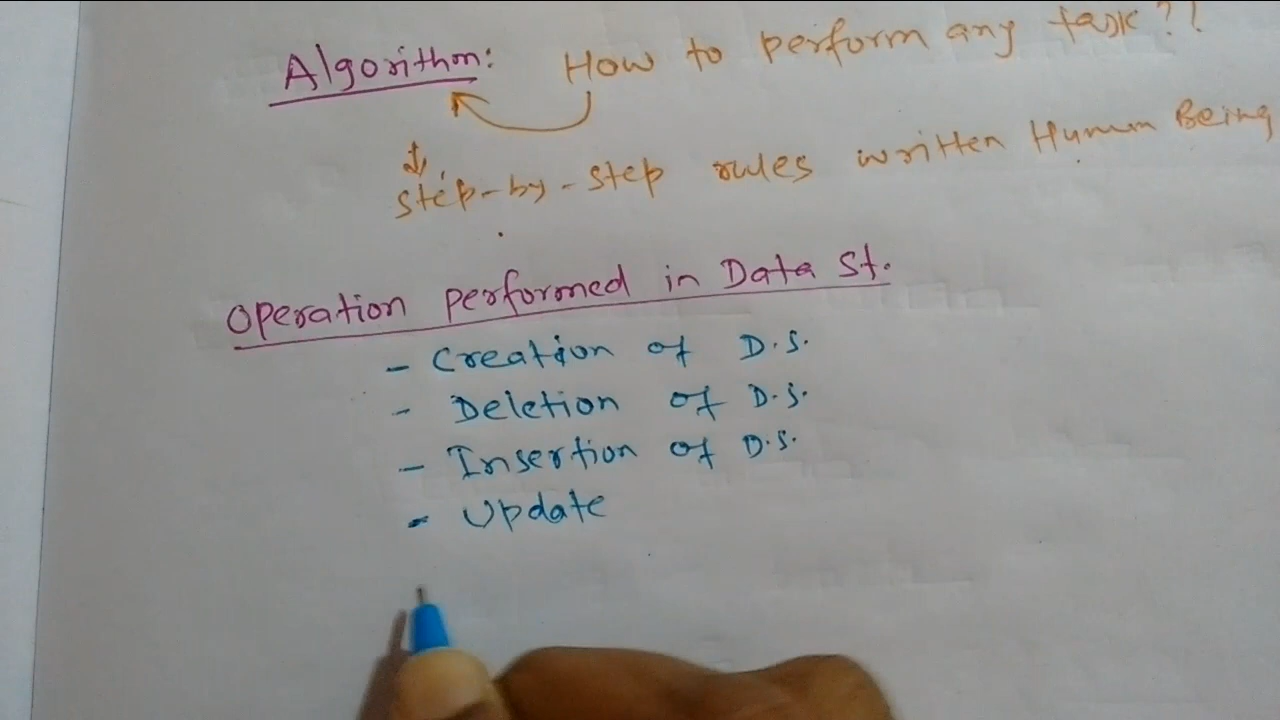 Algorithm: How to perform any task??
step-by-step rules written Human Being
Operation performed in Data St.
- Creation of D.S.
- Deletion of D.S.
- Insertion of D.S.
- Update